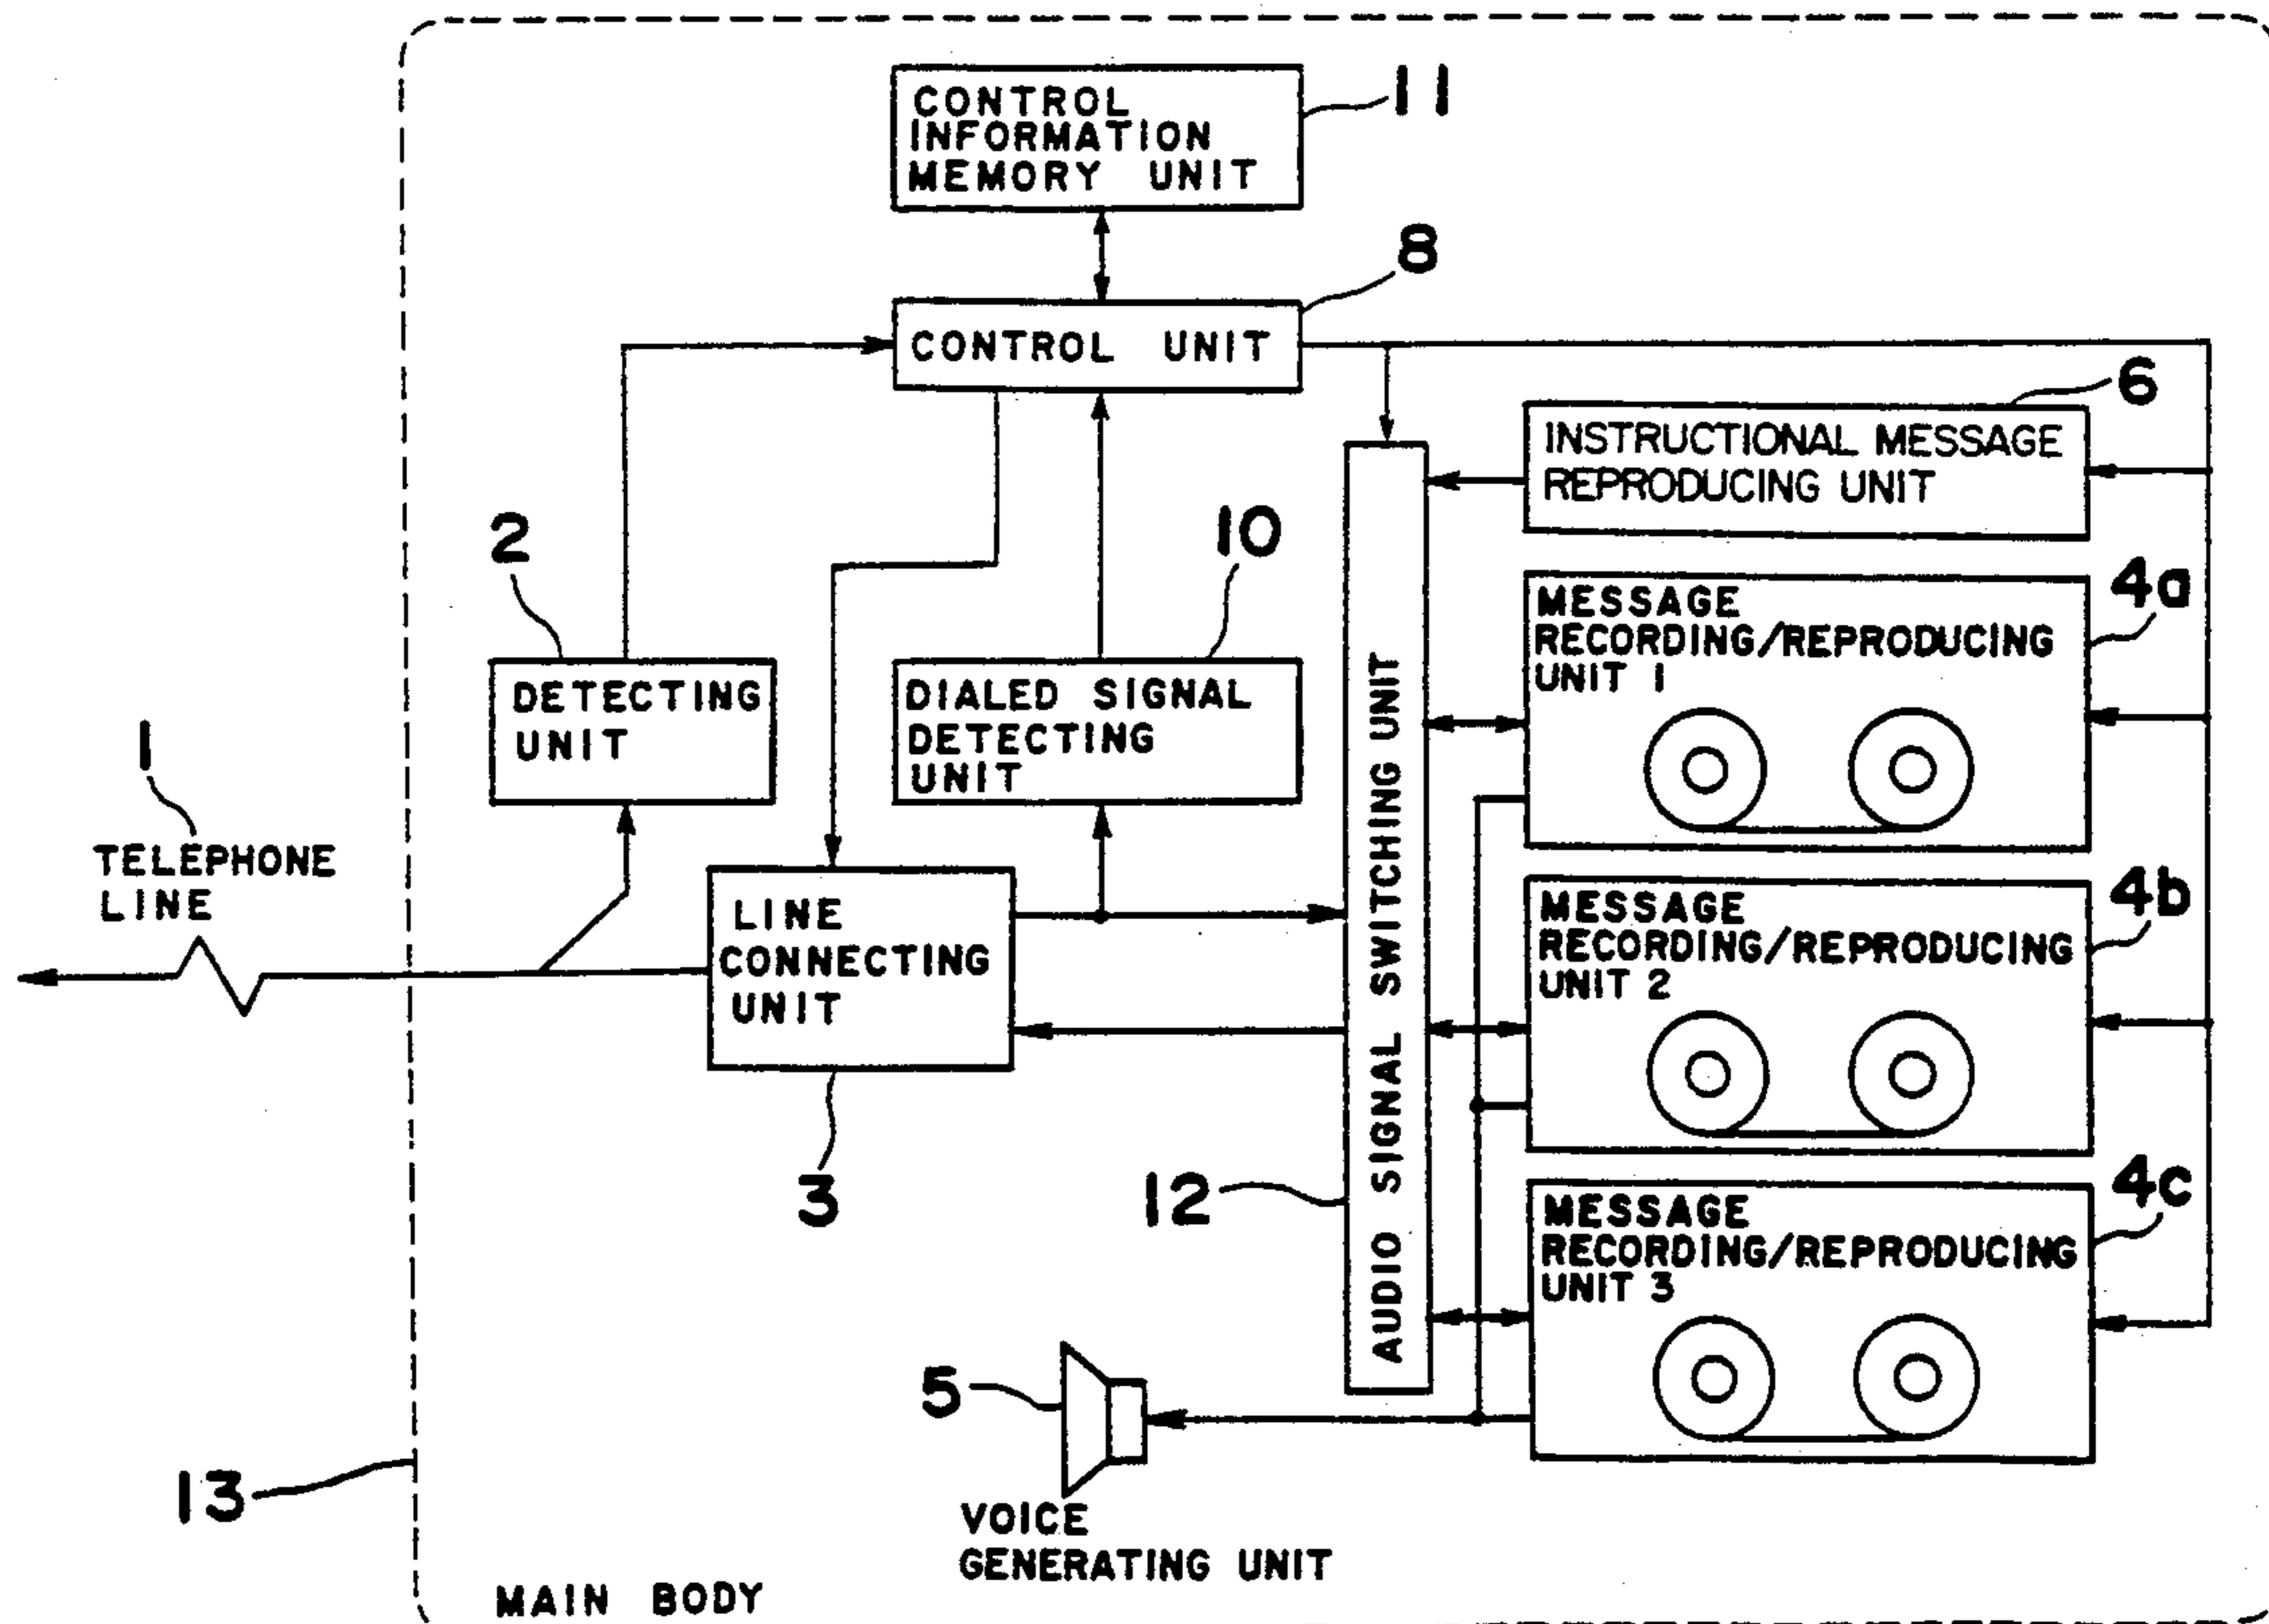 CONTROL
INFORMATION
MEMORY UNIT
11
8
CONTROL UNIT
6
INSTRUCTIONAL MESSAGE
REPRODUCING UNIT
2
10
4a
MESSAGE
RECORDING/REPRODUCING
UNIT 1
DETECTING
UNIT
DIALED SIGNAL
DETECTING
UNIT
1
TELEPHONE
LINE
AUDIO SIGNAL SWITCHING UNIT
4b
MESSAGE
RECORDING/REPRODUCING
UNIT 2
LINE
CONNECTING
UNIT
3
12
4c
MESSAGE
RECORDING/REPRODUCING
UNIT 3
5
13
VOICE
GENERATING UNIT
MAIN BODY